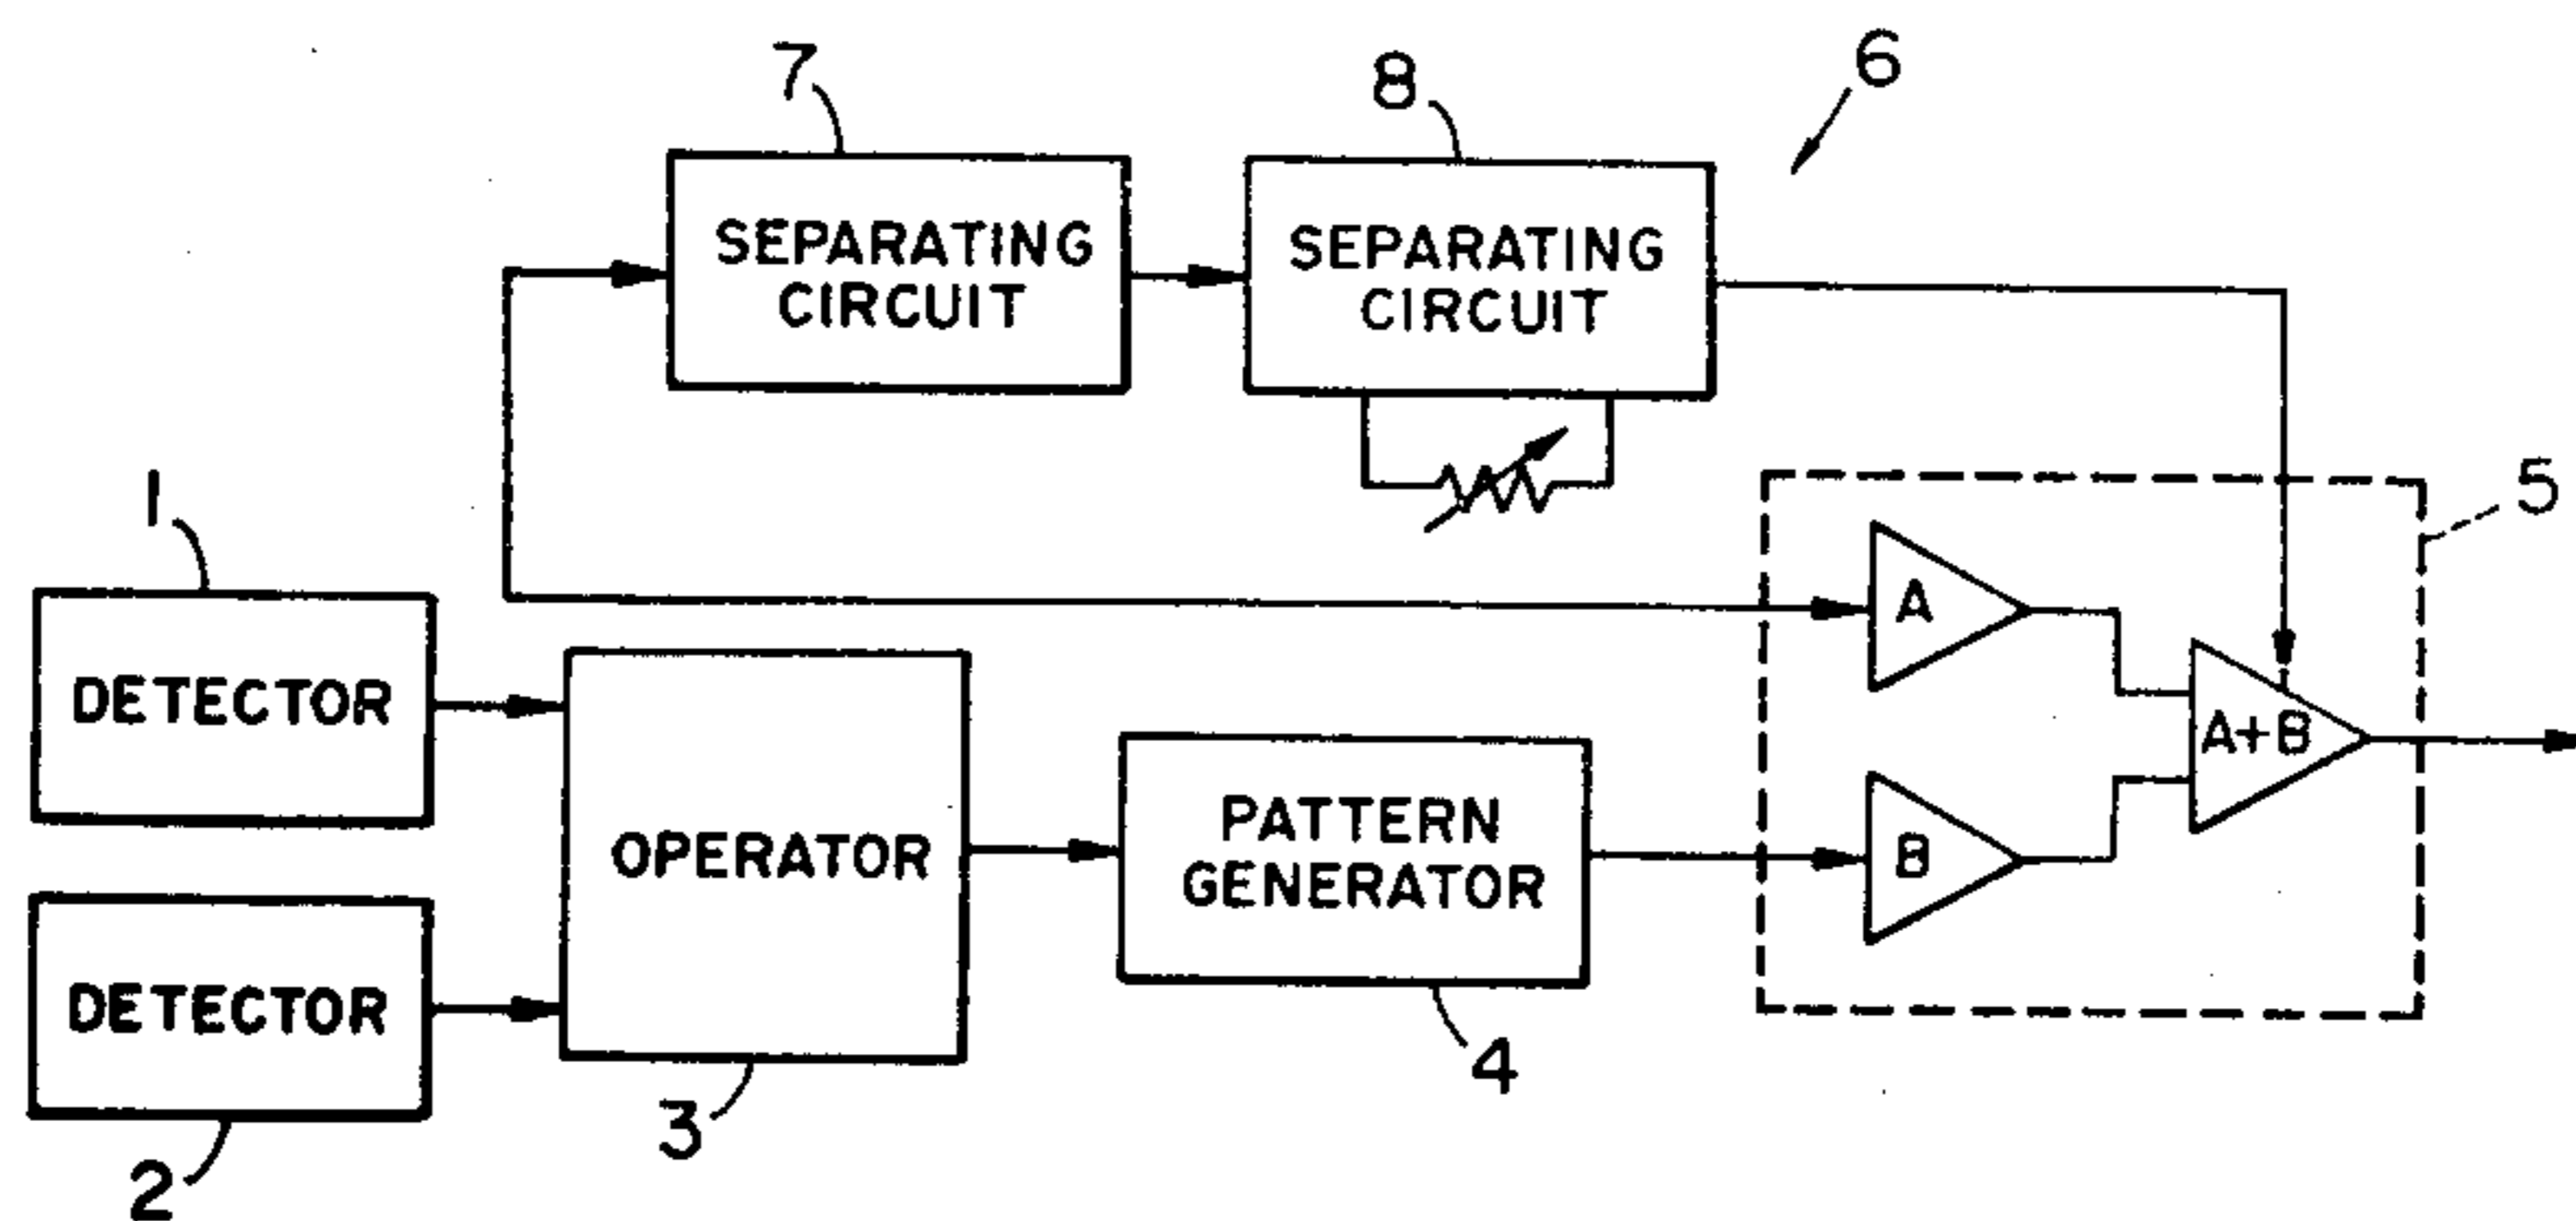 7
8
6
SEPARATING
CIRCUIT
SEPARATING
CIRCUIT
1
5
A
DETECTOR
A+B
OPERATOR
PATTERN
GENERATOR
B
DETECTOR
4
3
2